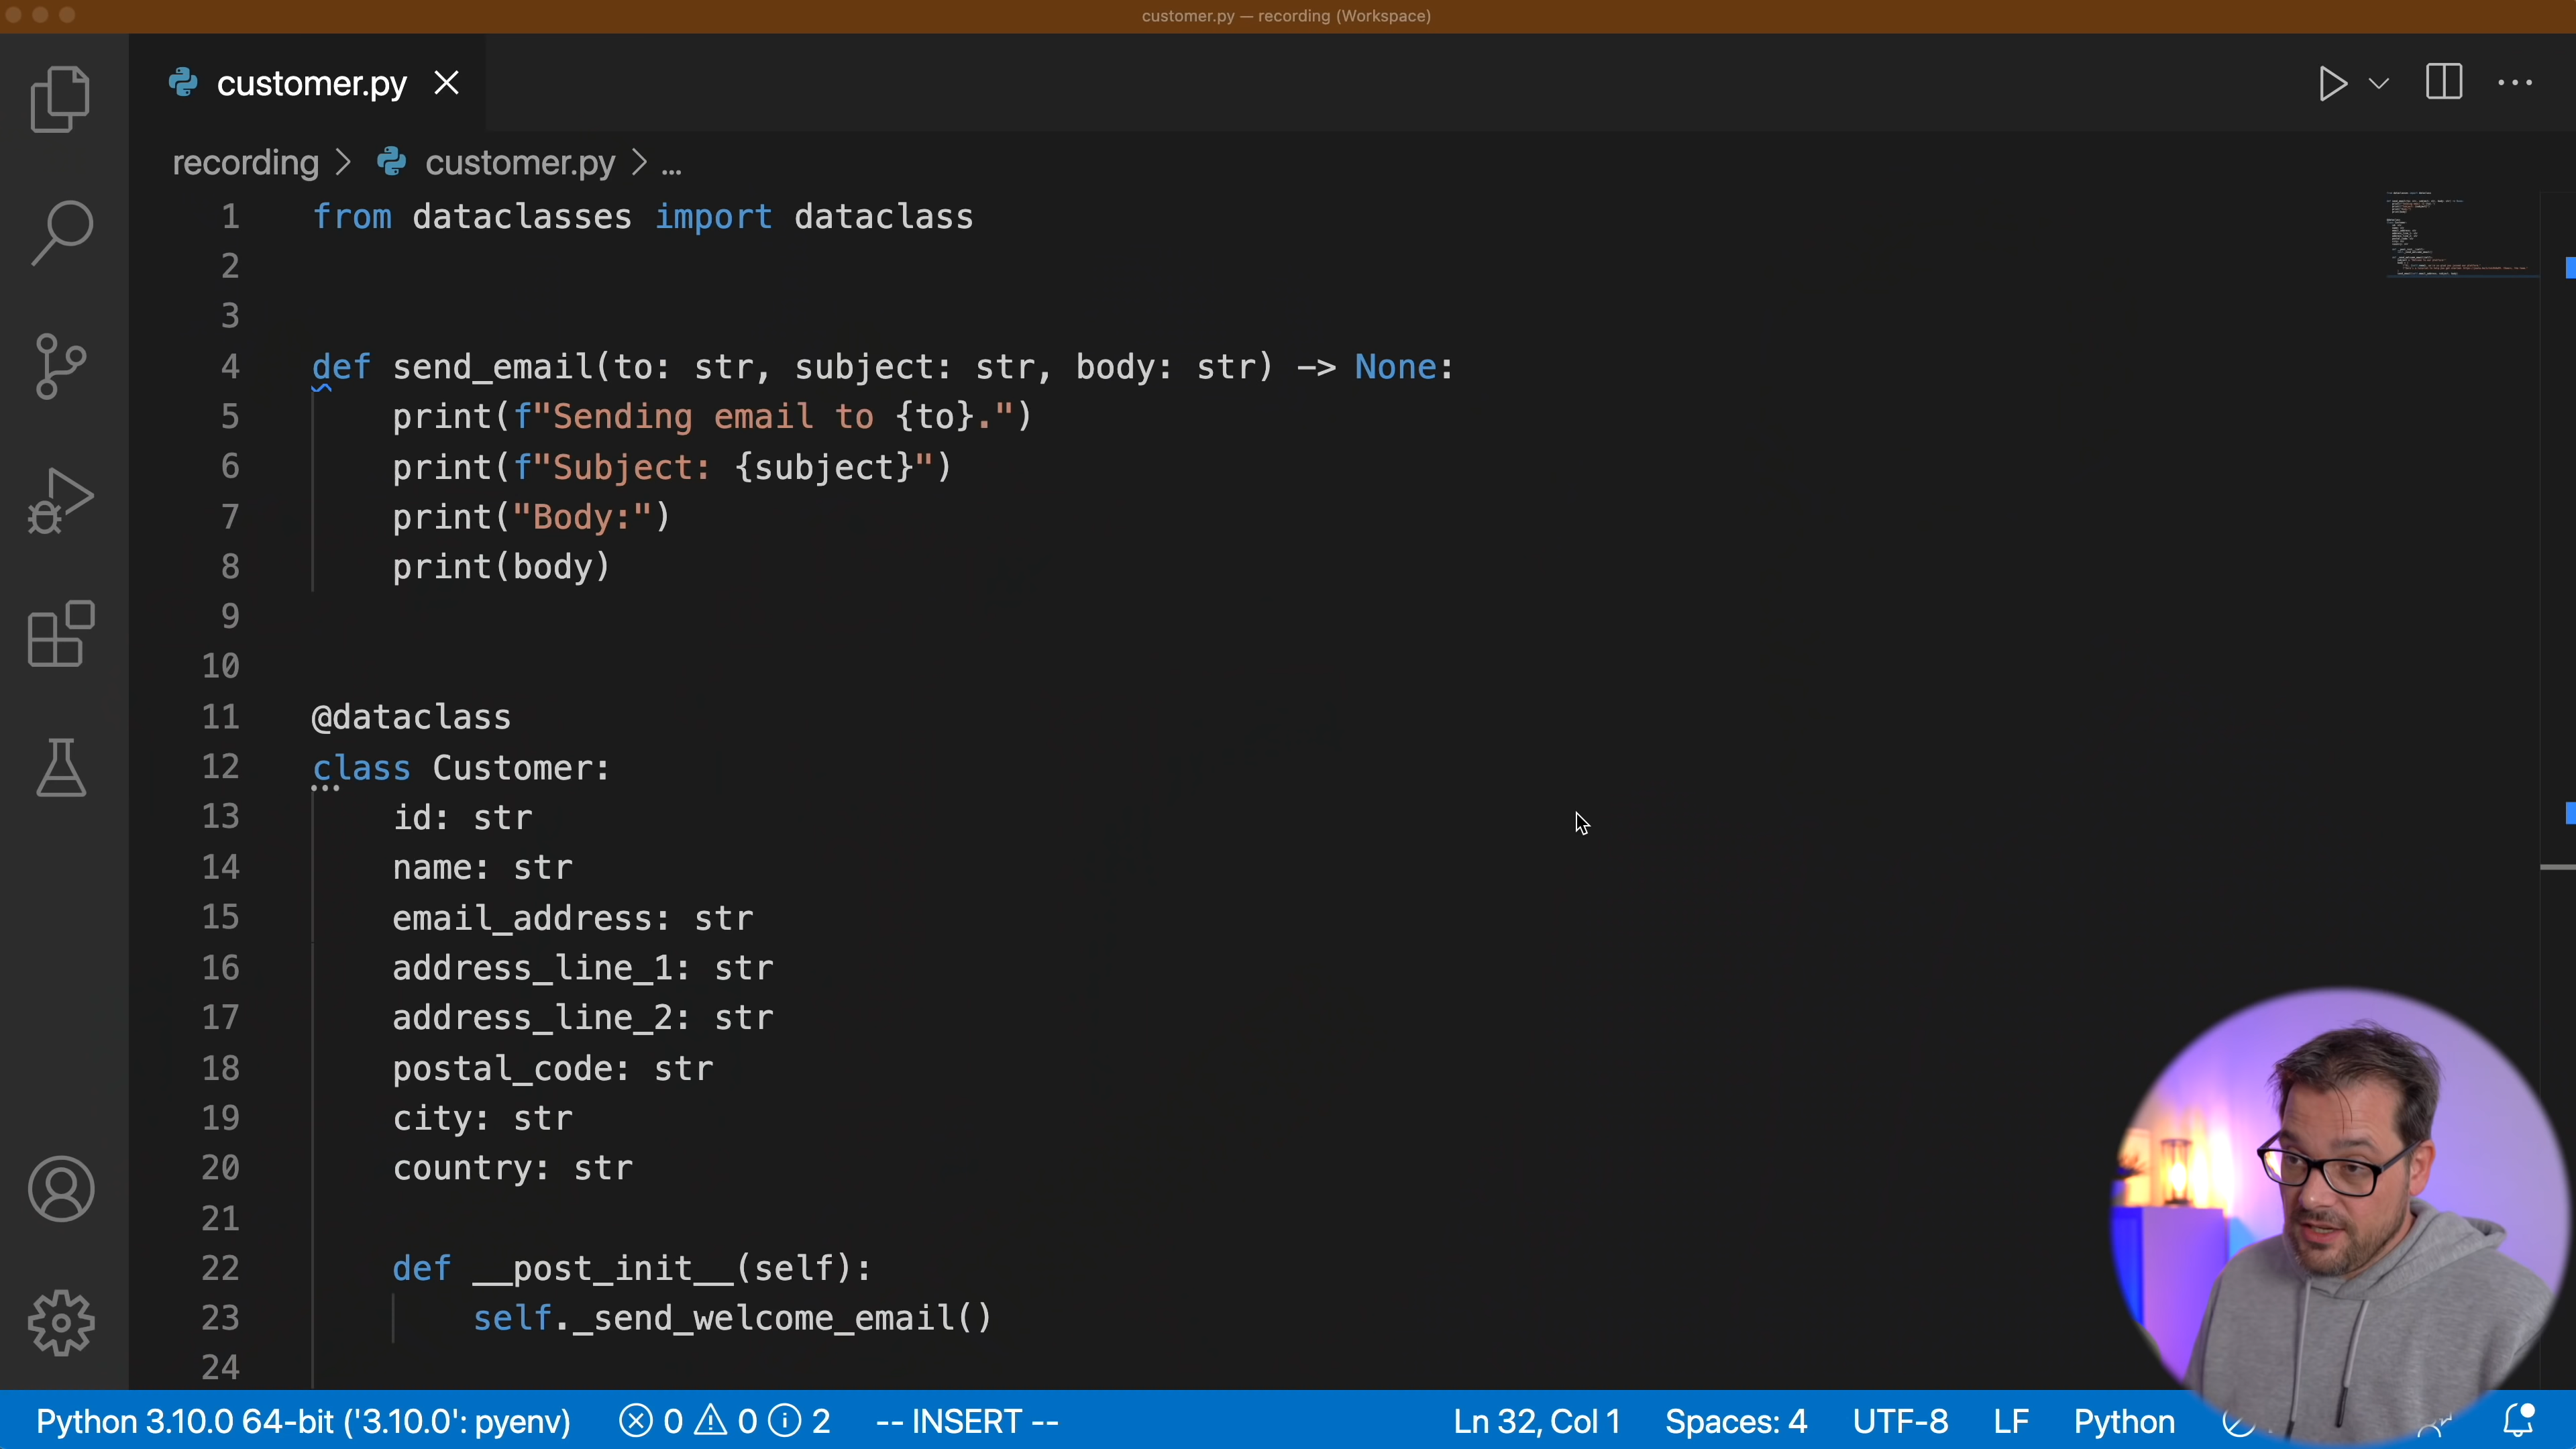 customer.py — recording (Workspace)
customer.py
recording > customer.py > ...
1 from dataclasses import dataclass
2
3
4 def send_email(to: str, subject: str, body: str) -> None:
5     print(f"Sending email to {to}.")
6     print(f"Subject: {subject}")
7     print("Body:")
8     print(body)
9
10
11 @dataclass
12 class Customer:
13     id: str
14     name: str
15     email_address: str
16     address_line_1: str
17     address_line_2: str
18     postal_code: str
19     city: str
20     country: str
21
22     def __post_init__(self):
23         self._send_welcome_email()
24
Python 3.10.0 64-bit ('3.10.0': pyenv) 0 0 2 -- INSERT -- Ln 32, Col 1 Spaces: 4 UTF-8 LF Python